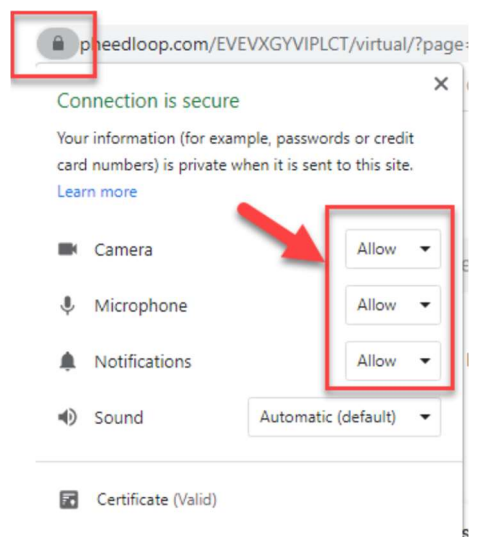 pheedloop.com/EVEVXGYVIPLCT/virtual/?page=
Connection is secure
Your information (for example, passwords or credit
card numbers) is private when it is sent to this site.
Learn more
Camera Allow
Microphone Allow
Notifications Allow
Sound Automatic (default)
Certificate (Valid)